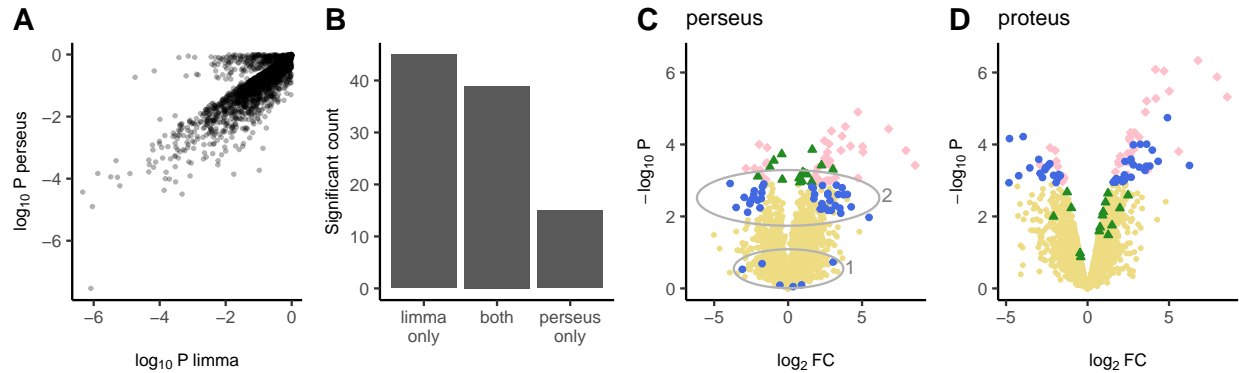 A
0
−2
−4
−6
−6
−4
−2
0
log10 P perseus
log10 P limma
B
40
30
20
10
0
Significant count
limma
only
both
perseus
only
C
perseus
6
4
2
0
−5
0
5
−log10 P
log2 FC
2
1
D
proteus
6
4
2
0
−5
0
5
−log10 P
log2 FC